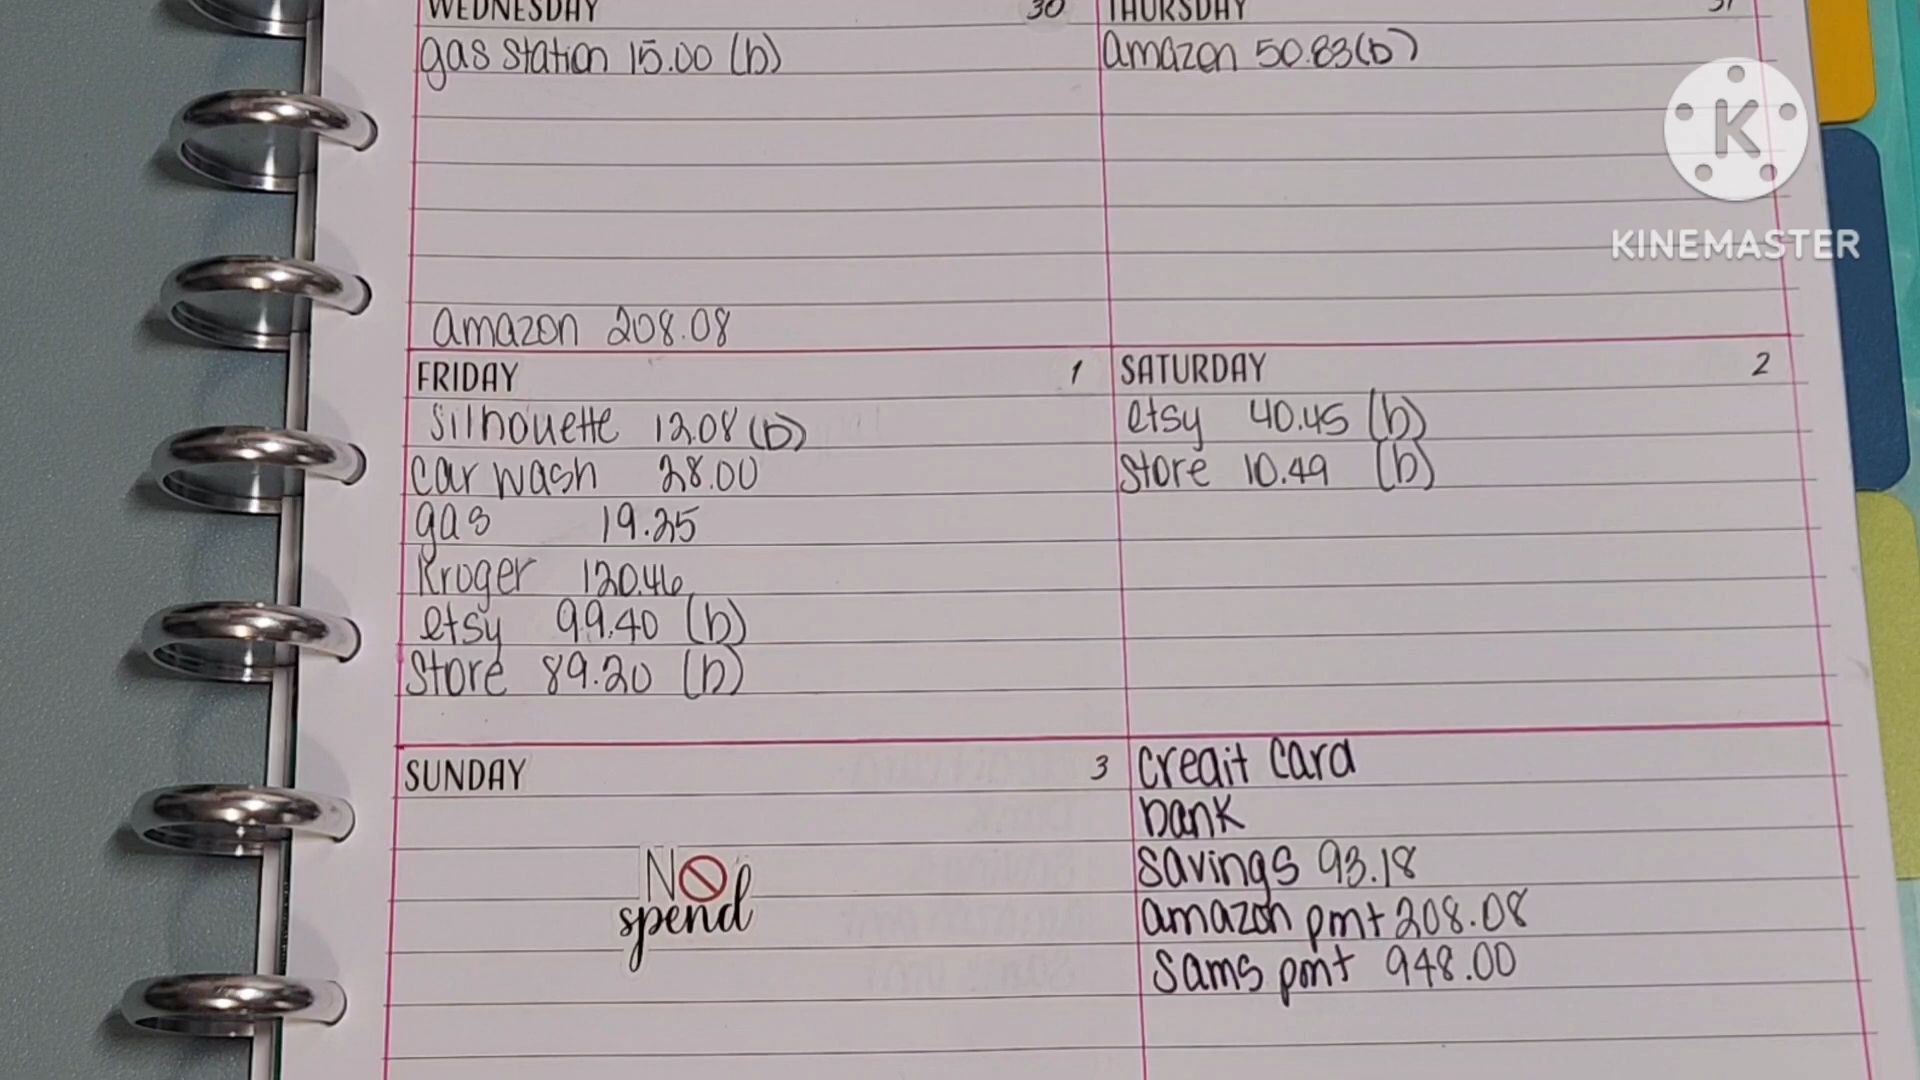 WEDNESDAY 30
gas station 15.00 (b)
amazon 208.08
THURSDAY 31
amazon 50.83 (b)
FRIDAY 1
Silhouette 12.08 (b)
car wash 28.00
gas 19.25
Kroger 120.46
etsy 99.40 (b)
Store 89.20 (b)
SATURDAY 2
etsy 40.45 (b)
Store 10.49 (b)
SUNDAY 3
NO
spend
credit card
bank
savings 93.18
amazon pmt 208.08
sams pmt 948.00
K
KINEMASTER